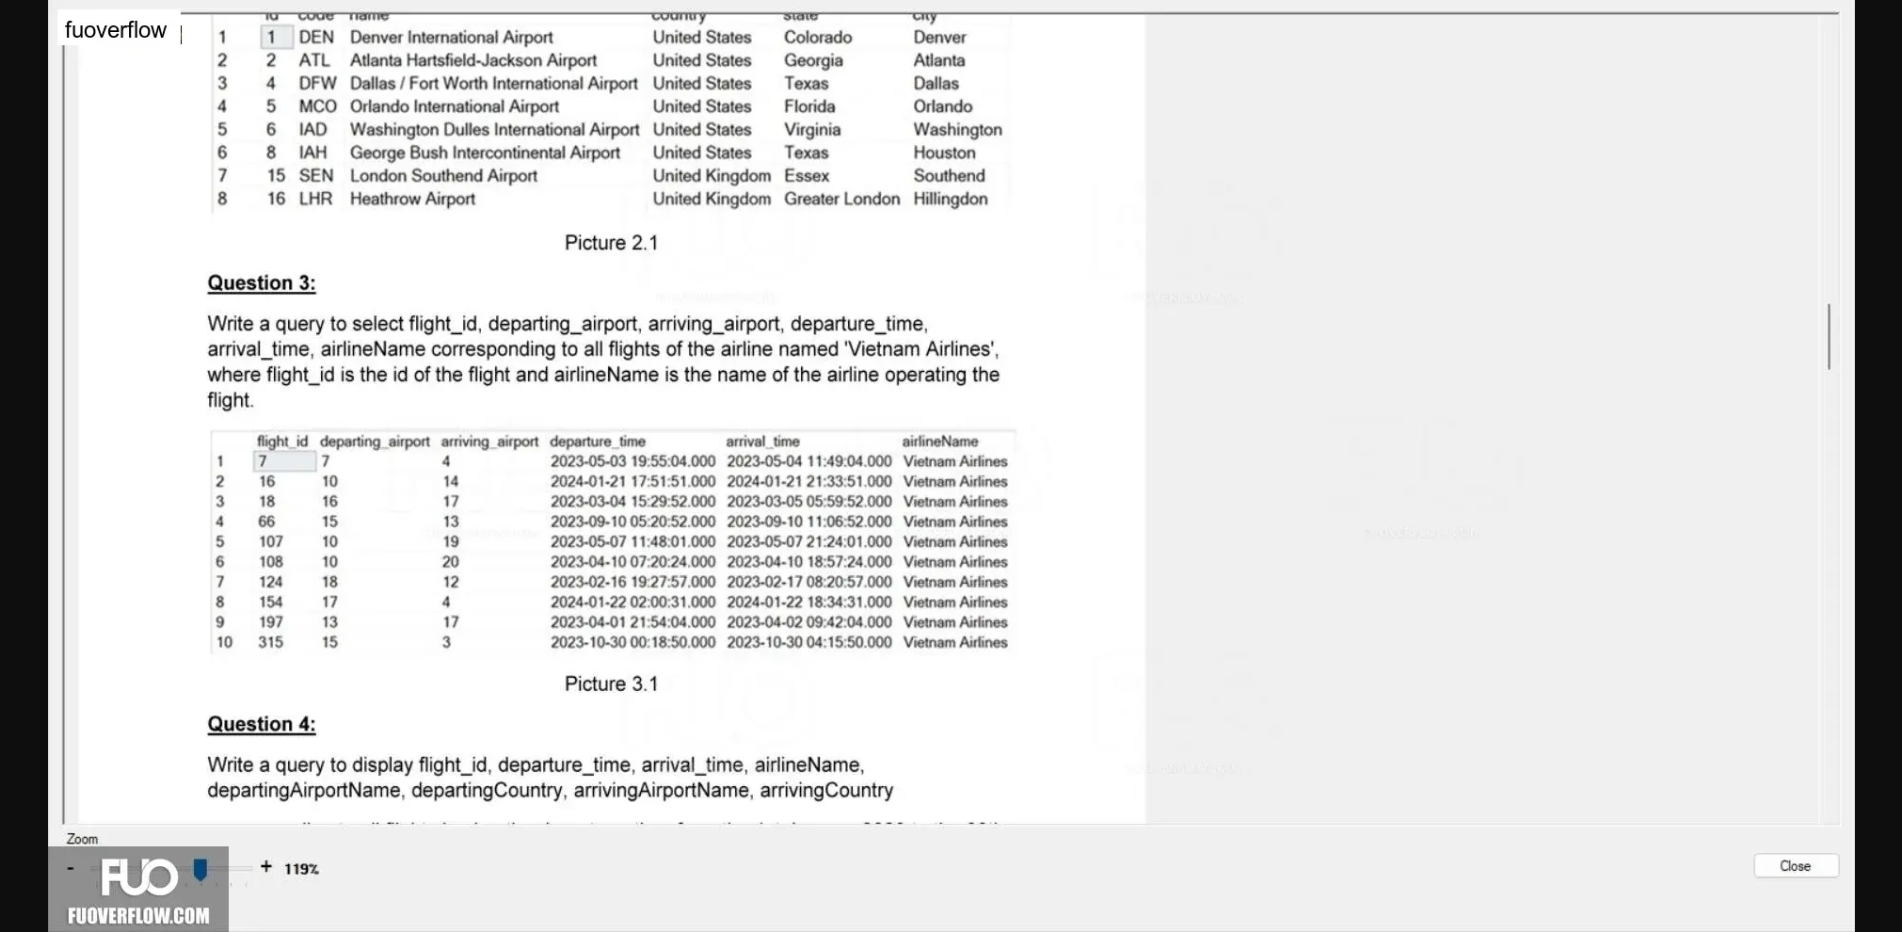 fuoverflow
id code name country state city
1 1 DEN Denver International Airport United States Colorado Denver
2 2 ATL Atlanta Hartsfield-Jackson Airport United States Georgia Atlanta
3 4 DFW Dallas / Fort Worth International Airport United States Texas Dallas
4 5 MCO Orlando International Airport United States Florida Orlando
5 6 IAD Washington Dulles International Airport United States Virginia Washington
6 8 IAH George Bush Intercontinental Airport United States Texas Houston
7 15 SEN London Southend Airport United Kingdom Essex Southend
8 16 LHR Heathrow Airport United Kingdom Greater London Hillingdon
Picture 2.1
Question 3:
Write a query to select flight_id, departing_airport, arriving_airport, departure_time,
arrival_time, airlineName corresponding to all flights of the airline named 'Vietnam Airlines',
where flight_id is the id of the flight and airlineName is the name of the airline operating the
flight.
flight_id departing_airport arriving_airport departure_time arrival_time airlineName
1 7 7 4 2023-05-03 19:55:04.000 2023-05-04 11:49:04.000 Vietnam Airlines
2 16 10 14 2024-01-21 17:51:51.000 2024-01-21 21:33:51.000 Vietnam Airlines
3 18 16 17 2023-03-04 15:29:52.000 2023-03-05 05:59:52.000 Vietnam Airlines
4 66 15 13 2023-09-10 05:20:52.000 2023-09-10 11:06:52.000 Vietnam Airlines
5 107 10 19 2023-05-07 11:48:01.000 2023-05-07 21:24:01.000 Vietnam Airlines
6 108 10 20 2023-04-10 07:20:24.000 2023-04-10 18:57:24.000 Vietnam Airlines
7 124 18 12 2023-02-16 19:27:57.000 2023-02-17 08:20:57.000 Vietnam Airlines
8 154 17 4 2024-01-22 02:00:31.000 2024-01-22 18:34:31.000 Vietnam Airlines
9 197 13 17 2023-04-01 21:54:04.000 2023-04-02 09:42:04.000 Vietnam Airlines
10 315 15 3 2023-10-30 00:18:50.000 2023-10-30 04:15:50.000 Vietnam Airlines
Picture 3.1
Question 4:
Write a query to display flight_id, departure_time, arrival_time, airlineName,
departingAirportName, departingCountry, arrivingAirportName, arrivingCountry
Zoom
- + 119%
Close
FUO
FUOVERFLOW.COM